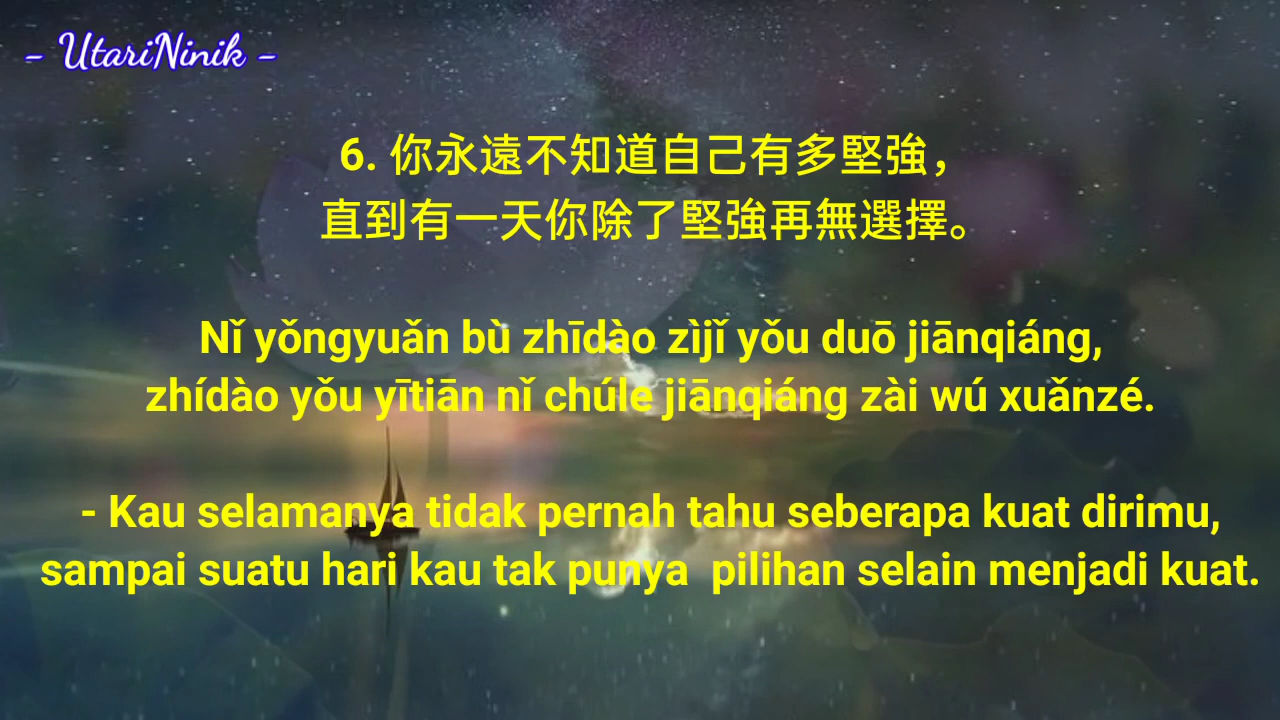 - UtariNinik -
6. 你永遠不知道自己有多堅強，
直到有一天你除了堅強再無選擇。
Nǐ yǒngyuǎn bù zhīdào zìjǐ yǒu duō jiānqiáng,
zhídào yǒu yītiān nǐ chúle jiānqiáng zài wú xuǎnzé.
- Kau selamanya tidak pernah tahu seberapa kuat dirimu,
sampai suatu hari kau tak punya  pilihan selain menjadi kuat.